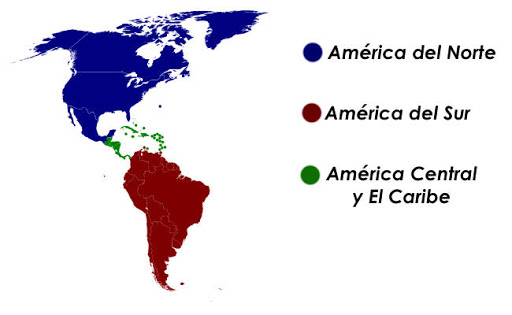 América del Norte
América del Sur
América Central
y El Caribe